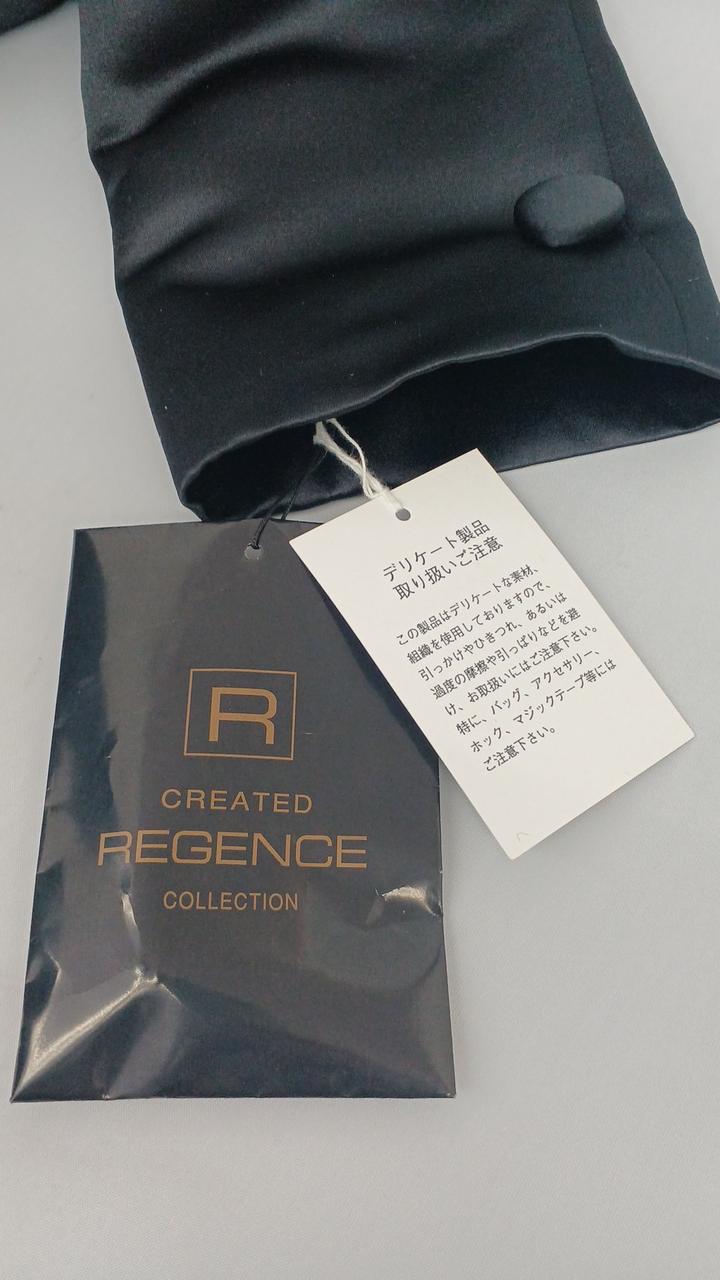 R
CREATED
REGENCE
COLLECTION
デリケート製品
取り扱いご注意
この製品はデリケートな素材、
組織を使用しておりますので、
引っかけやひきつれ、あるいは
過度の摩擦や引っぱりなどを避
け、お取扱いにはご注意下さい。
特に、バッグ、アクセサリー、
ホック、マジックテープ等には
ご注意下さい。